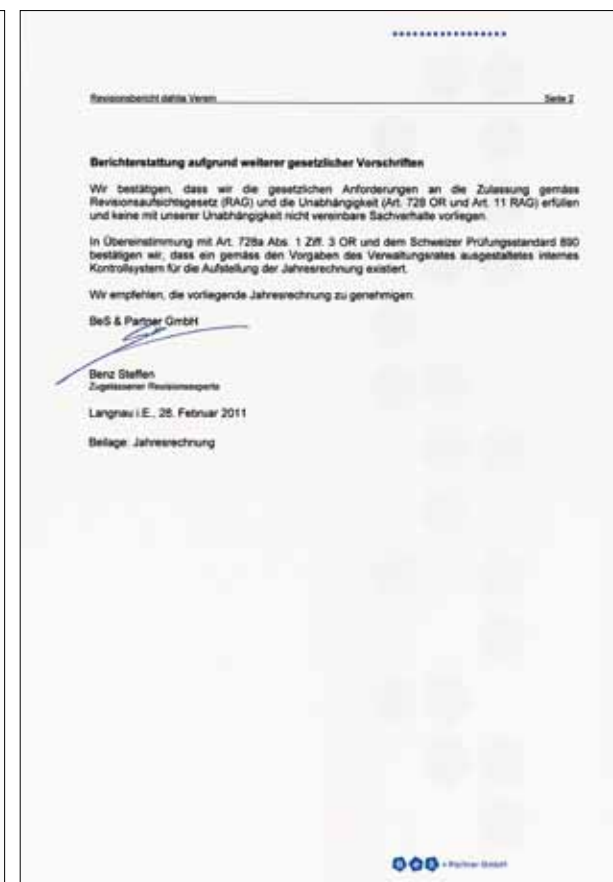 Revisionsbericht dahlia Verein Seite 2
Berichterstattung aufgrund weiterer gesetzlicher Vorschriften
Wir bestätigen, dass wir die gesetzlichen Anforderungen an die Zulassung gemäss
Revisionsaufsichtsgesetz (RAG) und die Unabhängigkeit (Art. 728 OR und Art. 11 RAG) erfüllen
und keine mit unserer Unabhängigkeit nicht vereinbare Sachverhalte vorliegen.
In Übereinstimmung mit Art. 728a Abs. 1 Ziff. 3 OR und dem Schweizer Prüfungsstandard 890
bestätigen wir, dass ein gemäss den Vorgaben des Verwaltungsrates ausgestaltetes internes
Kontrollsystem für die Aufstellung der Jahresrechnung existiert.
Wir empfehlen, die vorliegende Jahresrechnung zu genehmigen.
BeS & Partner GmbH
Benz Steffen
Zugelassener Revisionsexperte
Langnau i.E., 28. Februar 2011
Beilage: Jahresrechnung
+ Partner GmbH